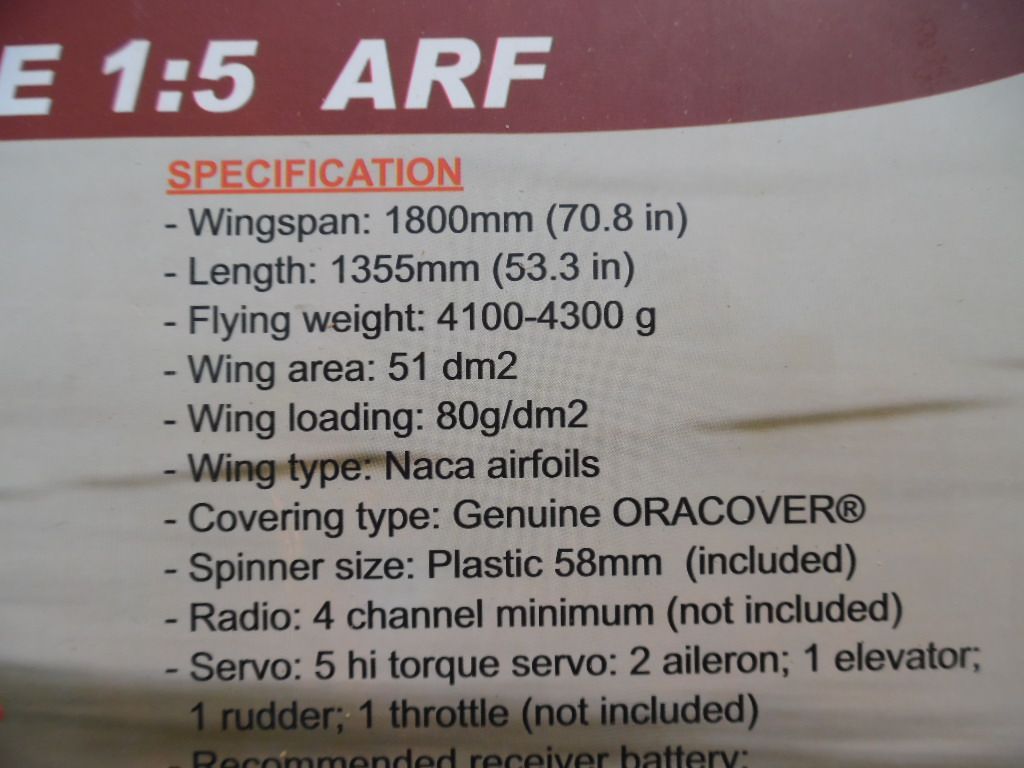 E 1:5 ARF
SPECIFICATION
- Wingspan: 1800mm (70.8 in)
- Length: 1355mm (53.3 in)
- Flying weight: 4100-4300 g
- Wing area: 51 dm2
- Wing loading: 80g/dm2
- Wing type: Naca airfoils
- Covering type: Genuine ORACOVER®
- Spinner size: Plastic 58mm (included)
- Radio: 4 channel minimum (not included)
- Servo: 5 hi torque servo: 2 aileron; 1 elevator;
1 rudder; 1 throttle (not included)
- Recommended receiver battery: